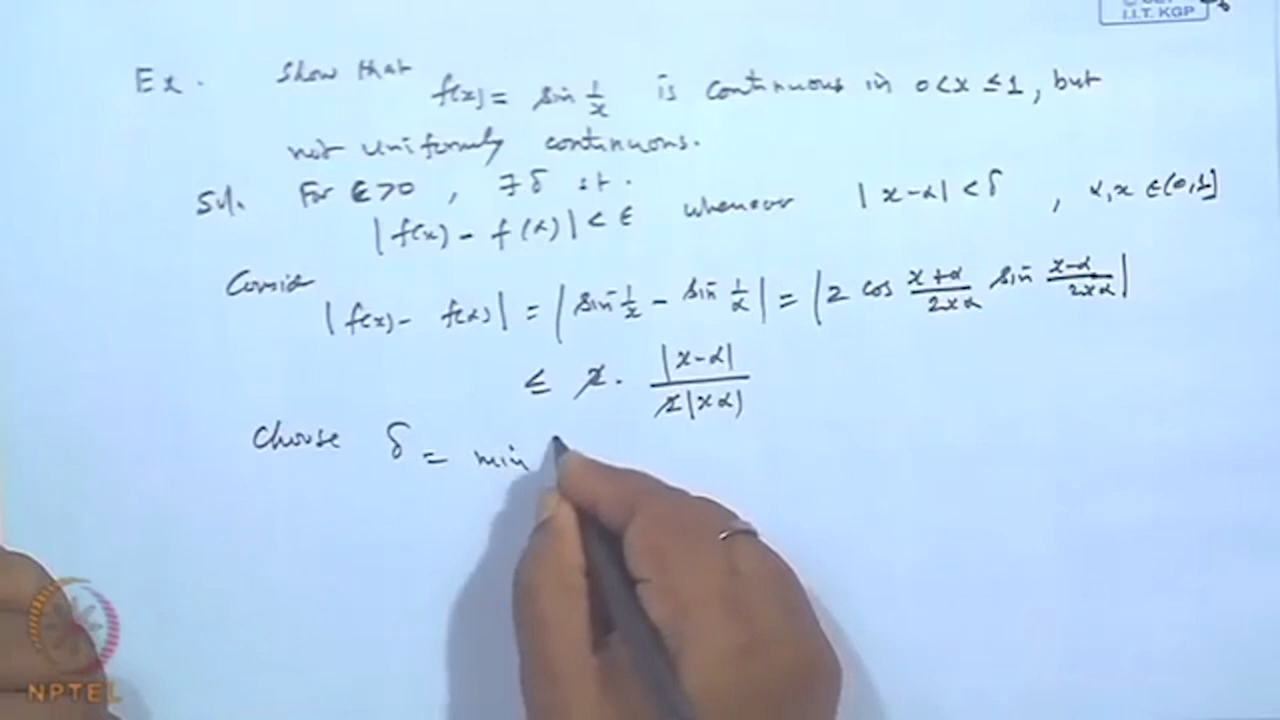 I.I.T. KGP
Ex. Show that f(x) = sin 1/x is continuous in 0<x≤1, but
not uniformly continuous.
Sol. For ε>0, ∃ δ st.
|f(x) - f(α)| < ε whenever |x-α| < δ, α,x ∈ (0,1]
Consider
|f(x) - f(α)| = |sin 1/x - sin 1/α| = |2 cos (x+α)/(2xα) sin (x-α)/(2xα)|
≤ 2. |x-α|/(2|xα|)
Choose δ = min
NPTEL